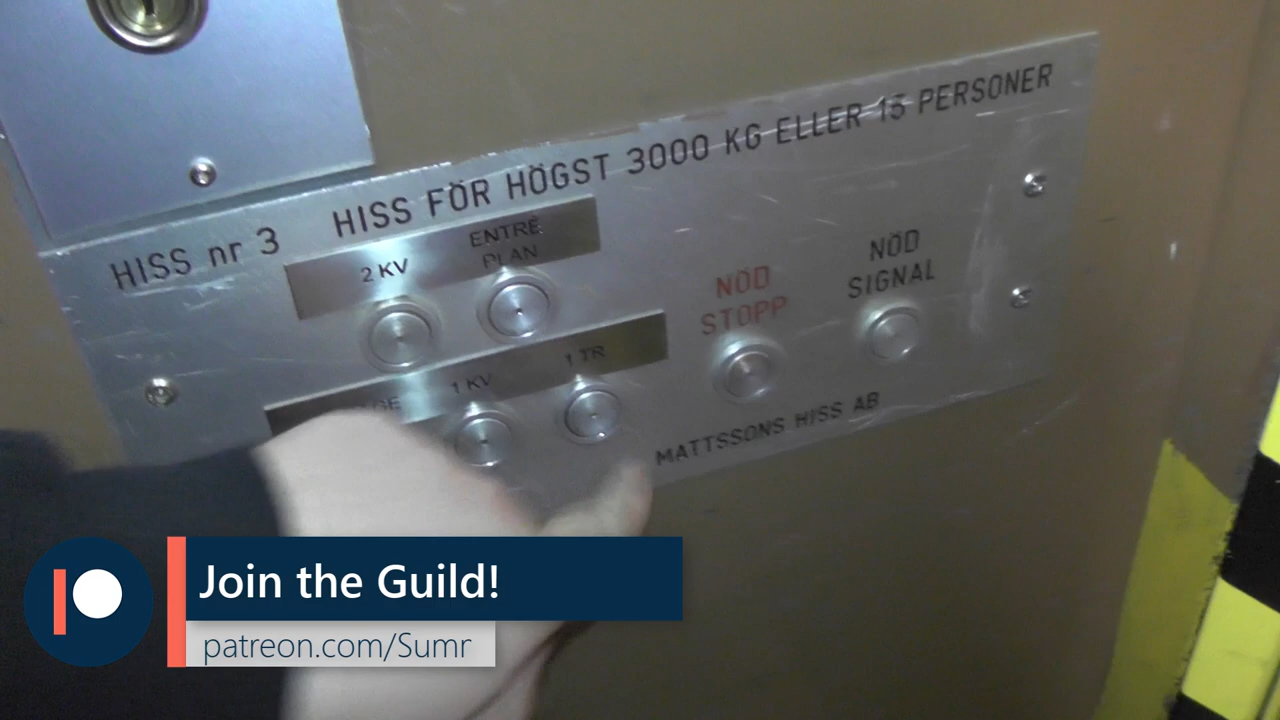 HISS nr 3 HISS FÖR HÖGST 3000 KG ELLER 15 PERSONER
2 KV
ENTRÉ
PLAN
NÖD
STOPP
NÖD
SIGNAL
1 KV
1 TR
MATTSSONS HISS AB
Join the Guild!
patreon.com/Sumr